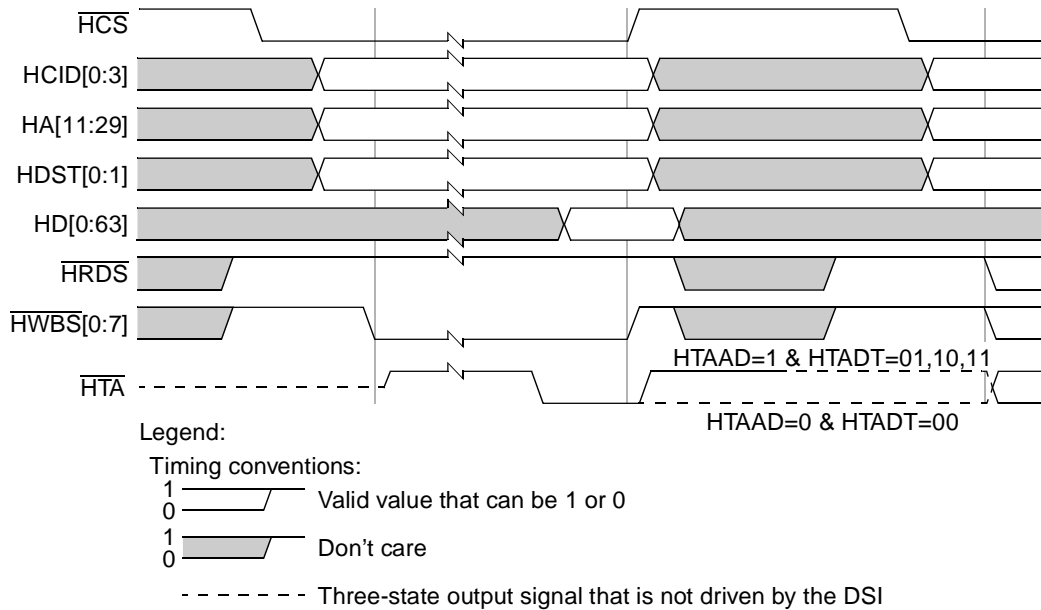 HCS
HCID[0:3]
HA[11:29]
HDST[0:1]
HD[0:63]
HRDS
HWBS[0:7]
HTAAD=1 & HTADT=01,10,11
HTA
HTAAD=0 & HTADT=00
Legend:
Timing conventions:
1
0
Valid value that can be 1 or 0
1
0
Don't care
Three-state output signal that is not driven by the DSI